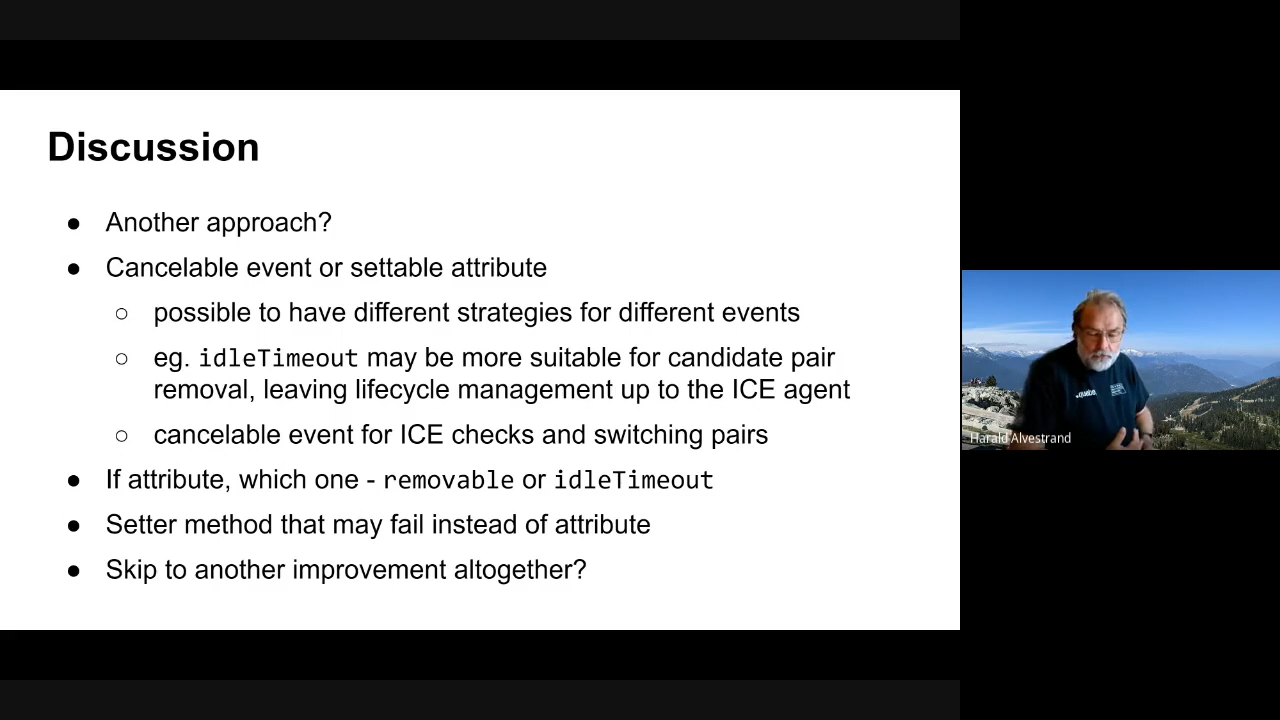 Discussion
● Another approach?
● Cancelable event or settable attribute
○ possible to have different strategies for different events
○ eg. idleTimeout may be more suitable for candidate pair
removal, leaving lifecycle management up to the ICE agent
○ cancelable event for ICE checks and switching pairs
● If attribute, which one - removable or idleTimeout
● Setter method that may fail instead of attribute
● Skip to another improvement altogether?
Harald Alvestrand